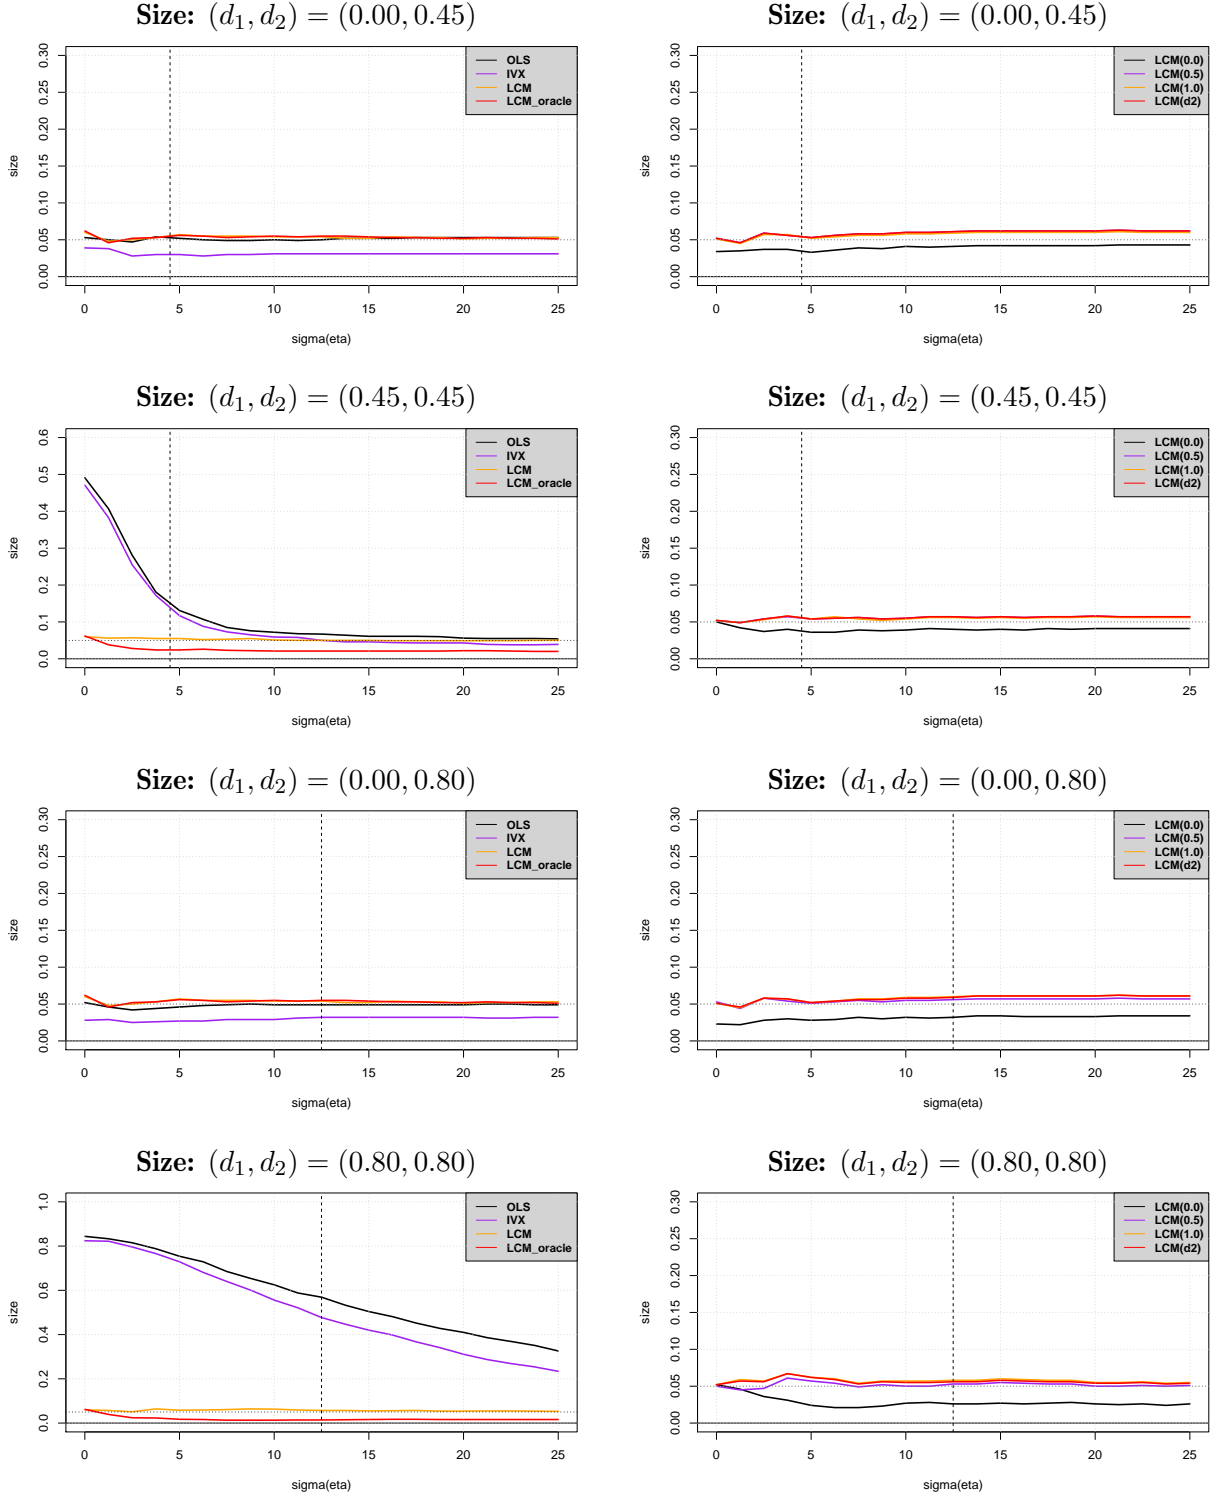 Size: (d₁, d₂) = (0.00, 0.45)
size
0.00 0.05 0.10 0.15 0.20 0.25 0.30
OLS
IVX
LCM
LCM_oracle
0 5 10 15 20 25
sigma(eta)
Size: (d₁, d₂) = (0.00, 0.45)
size
0.00 0.05 0.10 0.15 0.20 0.25 0.30
LCM(0.0)
LCM(0.5)
LCM(1.0)
LCM(d2)
0 5 10 15 20 25
sigma(eta)
Size: (d₁, d₂) = (0.45, 0.45)
size
0.0 0.1 0.2 0.3 0.4 0.5 0.6
OLS
IVX
LCM
LCM_oracle
0 5 10 15 20 25
sigma(eta)
Size: (d₁, d₂) = (0.45, 0.45)
size
0.00 0.05 0.10 0.15 0.20 0.25 0.30
LCM(0.0)
LCM(0.5)
LCM(1.0)
LCM(d2)
0 5 10 15 20 25
sigma(eta)
Size: (d₁, d₂) = (0.00, 0.80)
size
0.00 0.05 0.10 0.15 0.20 0.25 0.30
OLS
IVX
LCM
LCM_oracle
0 5 10 15 20 25
sigma(eta)
Size: (d₁, d₂) = (0.00, 0.80)
size
0.00 0.05 0.10 0.15 0.20 0.25 0.30
LCM(0.0)
LCM(0.5)
LCM(1.0)
LCM(d2)
0 5 10 15 20 25
sigma(eta)
Size: (d₁, d₂) = (0.80, 0.80)
size
0.0 0.2 0.4 0.6 0.8 1.0
OLS
IVX
LCM
LCM_oracle
0 5 10 15 20 25
sigma(eta)
Size: (d₁, d₂) = (0.80, 0.80)
size
0.00 0.05 0.10 0.15 0.20 0.25 0.30
LCM(0.0)
LCM(0.5)
LCM(1.0)
LCM(d2)
0 5 10 15 20 25
sigma(eta)